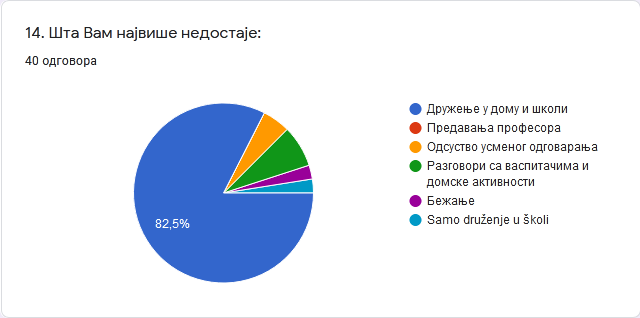 14. Шта Вам највише недостаје:
40 одговора
82,5%
Дружење у дому и школи
Предавања професора
Одсуство усменог одговарања
Разговори са васпитачима и
домске активности
Бежање
Samo druženje u školi